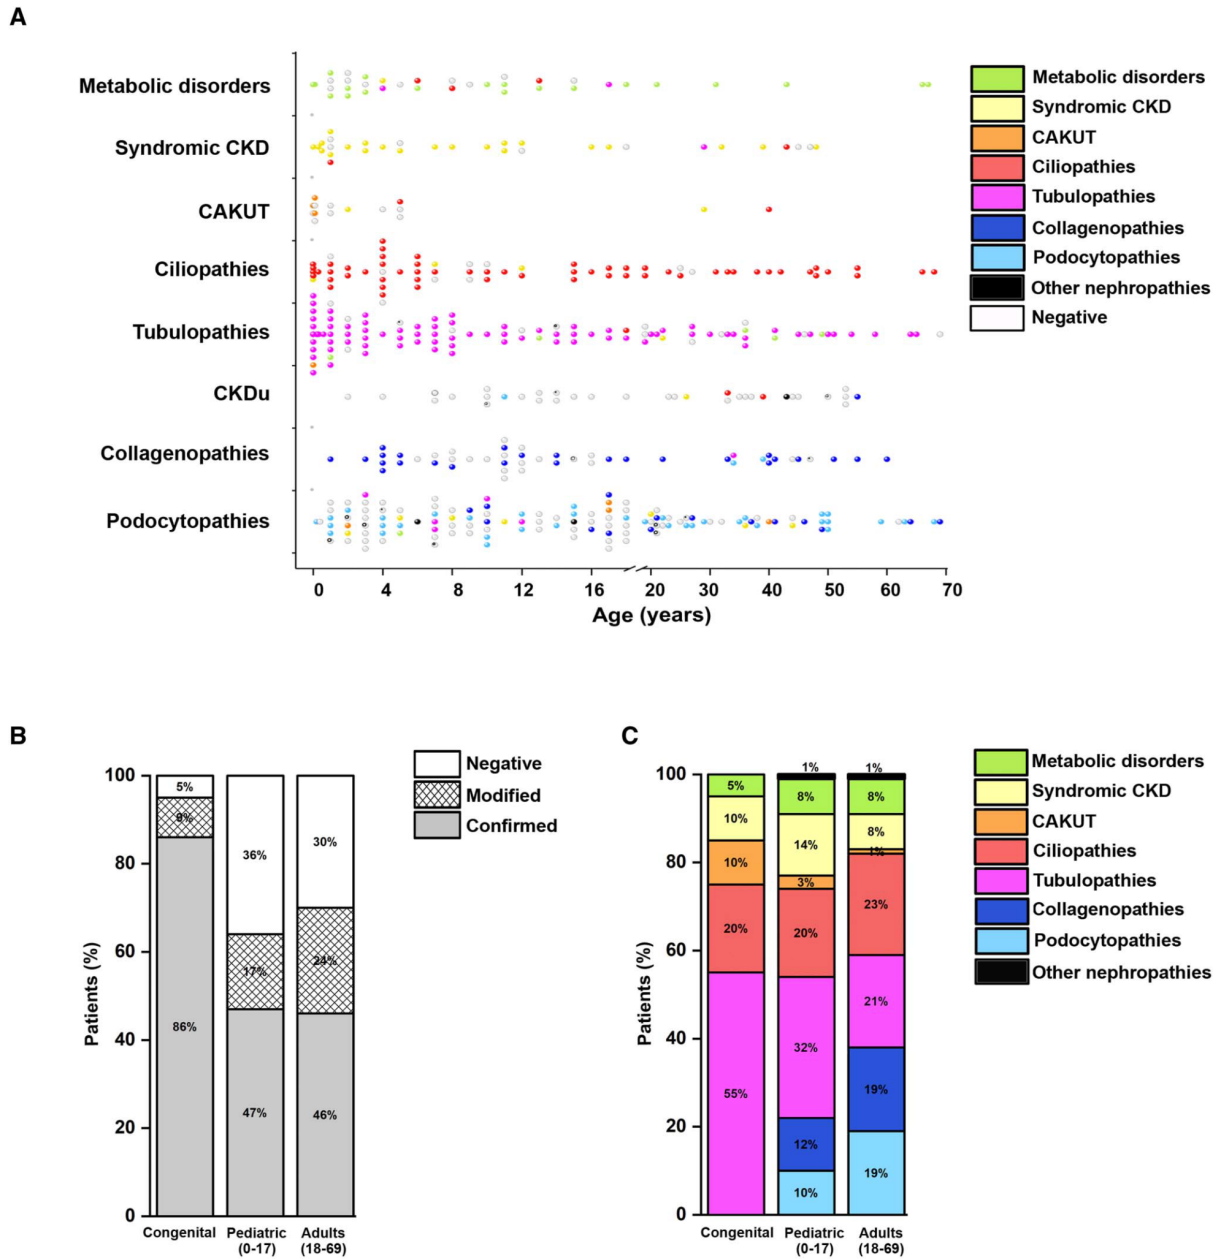 A
Metabolic disorders
Syndromic CKD
CAKUT
Ciliopathies
Tubulopathies
CKDu
Collagenopathies
Podocytopathies
0 4 8 12 16 20 30 40 50 60 70
Age (years)
Metabolic disorders
Syndromic CKD
CAKUT
Ciliopathies
Tubulopathies
Collagenopathies
Podocytopathies
Other nephropathies
Negative
B
Patients (%)
100
80
60
40
20
0
5%
9%
86%
36%
17%
47%
30%
24%
46%
Congenital
Pediatric
(0-17)
Adults
(18-69)
Negative
Modified
Confirmed
C
Patients (%)
100
80
60
40
20
0
5%
10%
10%
20%
55%
1%
8%
14%
3%
20%
32%
12%
10%
1%
8%
8%
1%
23%
21%
19%
19%
Congenital
Pediatric
(0-17)
Adults
(18-69)
Metabolic disorders
Syndromic CKD
CAKUT
Ciliopathies
Tubulopathies
Collagenopathies
Podocytopathies
Other nephropathies